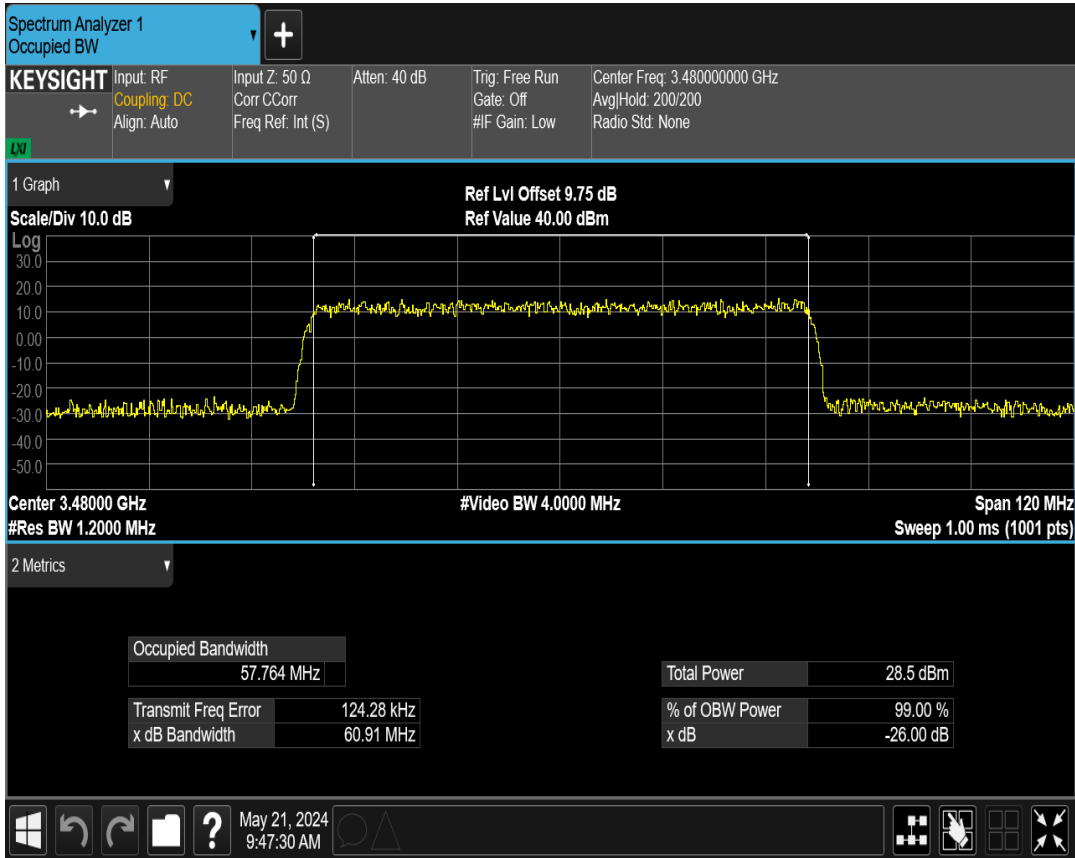 Spectrum Analyzer 1
Occupied BW
+
KEYSIGHT
LXI
Input: RF
Coupling: DC
Align: Auto
Input Z: 50 Ω
Corr CCorr
Freq Ref: Int (S)
Atten: 40 dB
Trig: Free Run
Gate: Off
#IF Gain: Low
Center Freq: 3.480000000 GHz
Avg|Hold: 200/200
Radio Std: None
1 Graph
Scale/Div 10.0 dB
Ref Lvl Offset 9.75 dB
Ref Value 40.00 dBm
Log
30.0
20.0
10.0
0.00
-10.0
-20.0
-30.0
-40.0
-50.0
Center 3.48000 GHz
#Res BW 1.2000 MHz
#Video BW 4.0000 MHz
Span 120 MHz
Sweep 1.00 ms (1001 pts)
2 Metrics
Occupied Bandwidth
57.764 MHz
Transmit Freq Error 124.28 kHz
x dB Bandwidth 60.91 MHz
Total Power 28.5 dBm
% of OBW Power 99.00 %
x dB -26.00 dB
?
May 21, 2024
9:47:30 AM